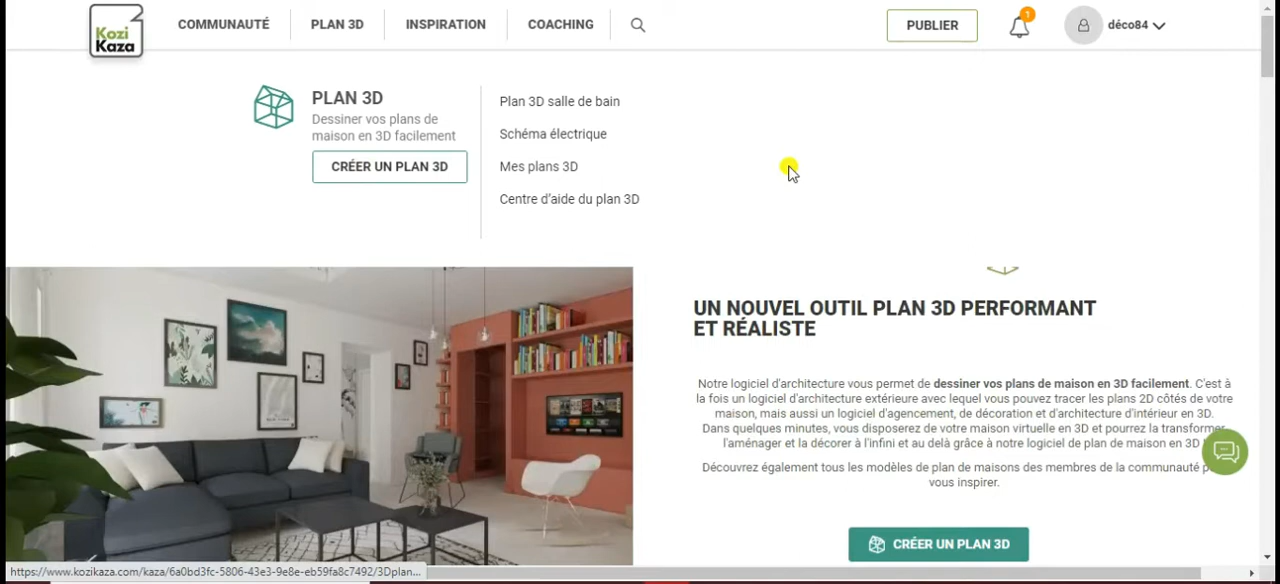 Kozi
Kaza
COMMUNAUTÉ
PLAN 3D
INSPIRATION
COACHING
PUBLIER
1
déco84
PLAN 3D
Dessiner vos plans de
maison en 3D facilement
CRÉER UN PLAN 3D
Plan 3D salle de bain
Schéma électrique
Mes plans 3D
Centre d'aide du plan 3D
UN NOUVEL OUTIL PLAN 3D PERFORMANT
ET RÉALISTE
Notre logiciel d'architecture vous permet de dessiner vos plans de maison en 3D facilement. C'est à
la fois un logiciel d'architecture extérieure avec lequel vous pouvez tracer les plans 2D côtés de votre
maison, mais aussi un logiciel d'agencement, de décoration et d'architecture d'intérieur en 3D.
Dans quelques minutes, vous disposerez de votre maison virtuelle en 3D et pourrez la transformer,
l'aménager et la décorer à l'infini et au delà grâce à notre logiciel de plan de maison en 3D
Découvrez également tous les modèles de plan de maisons des membres de la communauté
vous inspirer.
CRÉER UN PLAN 3D
https://www.kozikaza.com/kaza/6a0bd3fc-5806-43e3-9e8e-eb59fa8c7492/3Dplan...